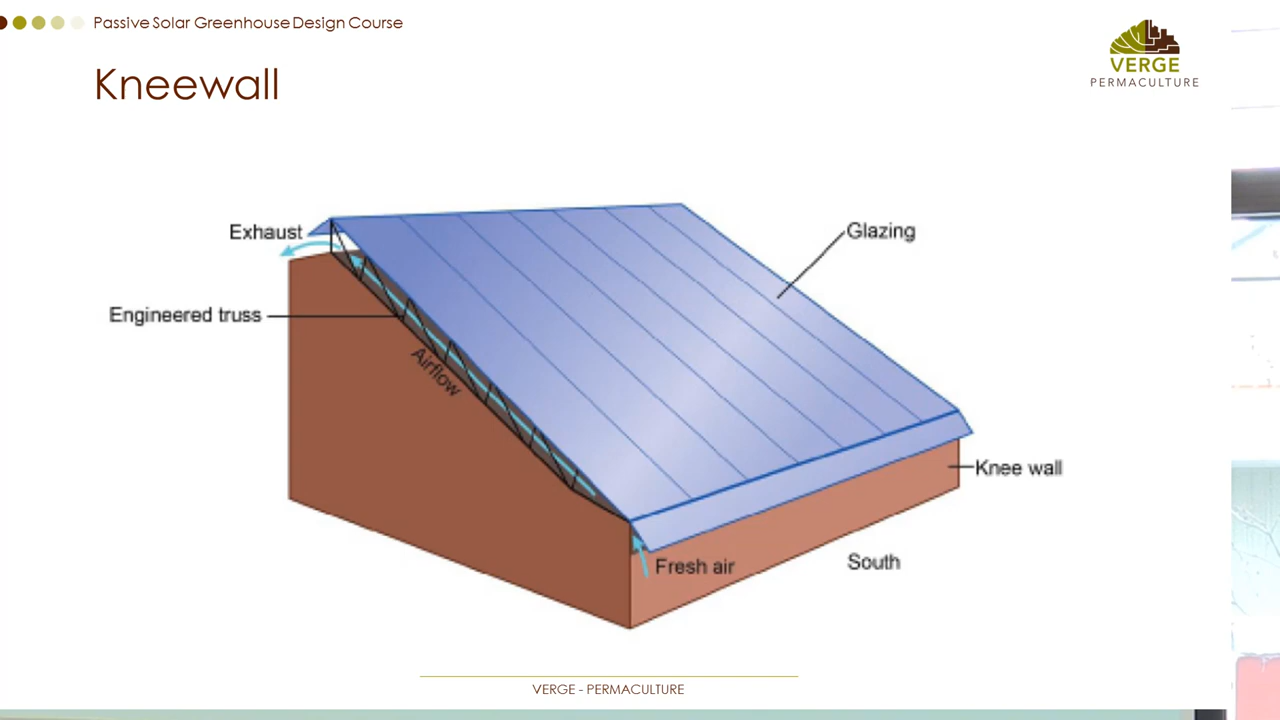 Passive Solar Greenhouse Design Course
VERGE
PERMACULTURE
Kneewall
Exhaust
Glazing
Engineered truss
Airflow
Knee wall
Fresh air
South
VERGE - PERMACULTURE